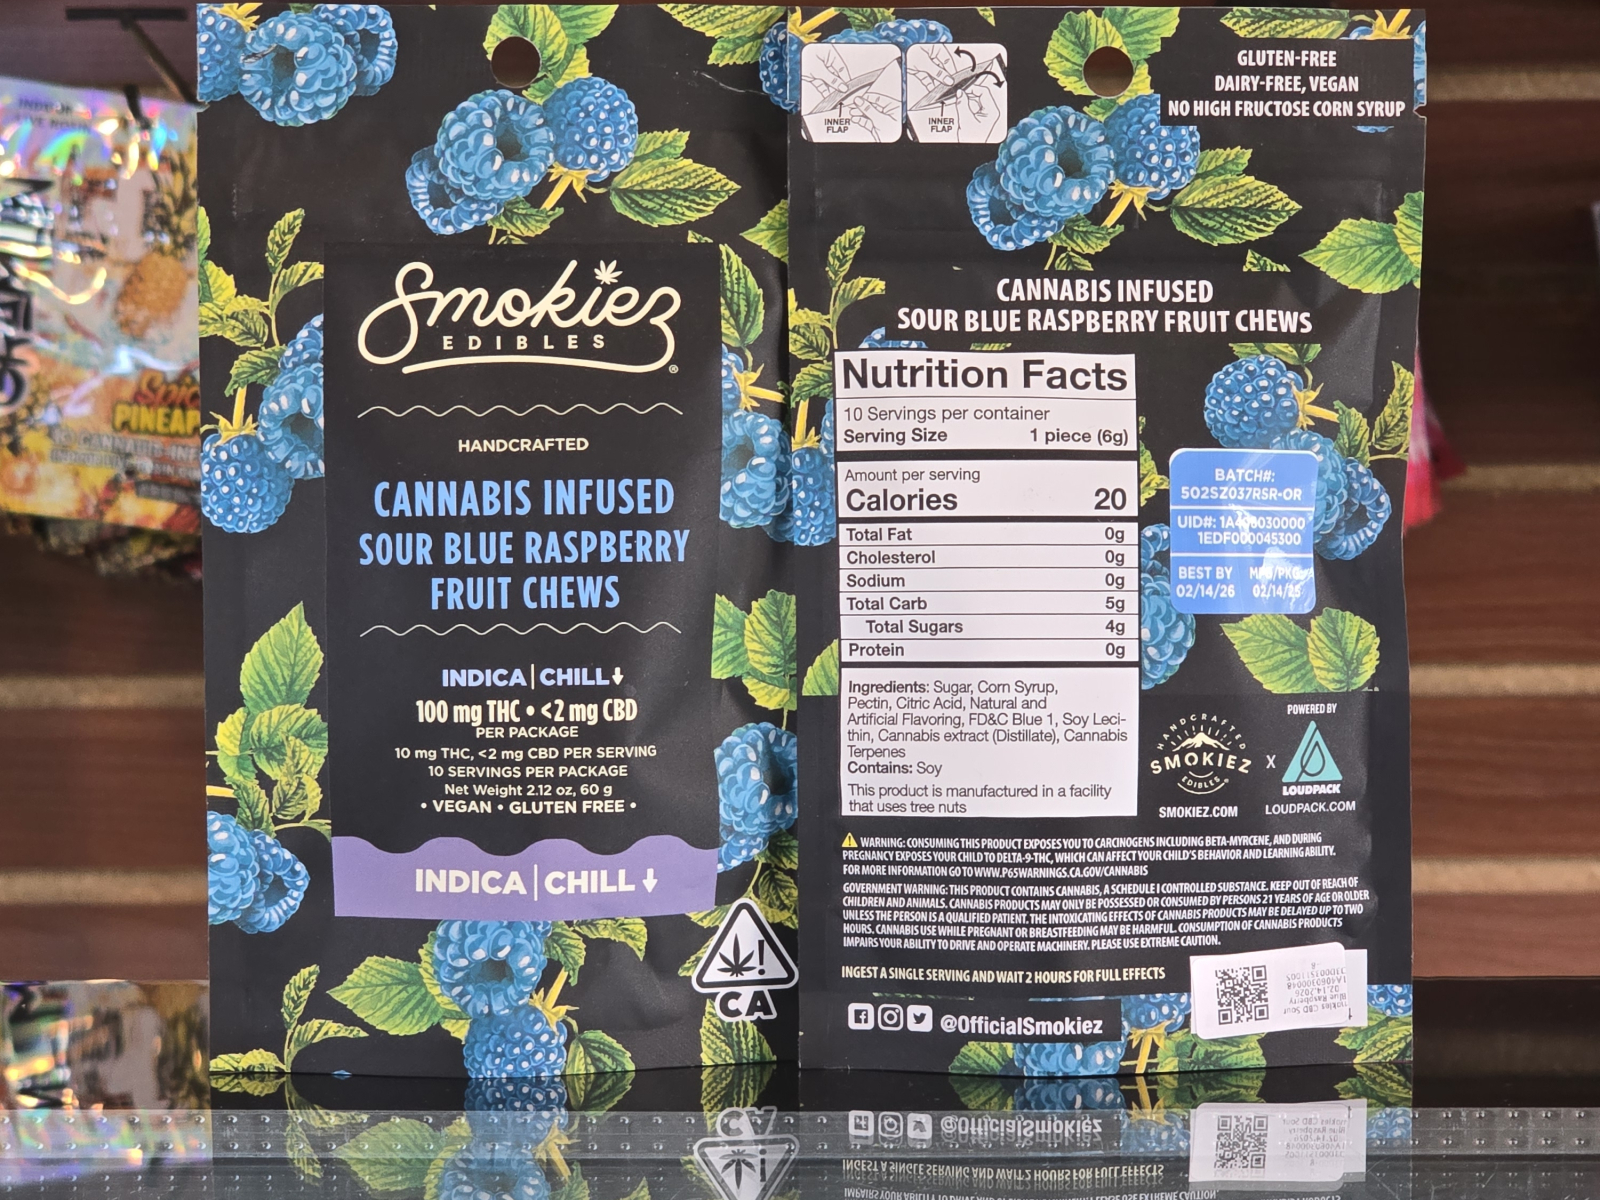 Smokiez
EDIBLES
®
HANDCRAFTED
CANNABIS INFUSED
SOUR BLUE RASPBERRY
FRUIT CHEWS
INDICA | CHILL↓
100 mg THC • <2 mg CBD
PER PACKAGE
10 mg THC, <2 mg CBD PER SERVING
10 SERVINGS PER PACKAGE
Net Weight 2.12 oz, 60 g
• VEGAN • GLUTEN FREE •
INDICA | CHILL ↓
!
CA
INNER
FLAP
INNER
FLAP
GLUTEN-FREE
DAIRY-FREE, VEGAN
NO HIGH FRUCTOSE CORN SYRUP
CANNABIS INFUSED
SOUR BLUE RASPBERRY FRUIT CHEWS
Nutrition Facts
10 Servings per container
Serving Size 1 piece (6g)
Amount per serving
Calories 20
Total Fat 0g
Cholesterol 0g
Sodium 0g
Total Carb 5g
Total Sugars 4g
Protein 0g
Ingredients: Sugar, Corn Syrup,
Pectin, Citric Acid, Natural and
Artificial Flavoring, FD&C Blue 1, Soy Leci-
thin, Cannabis extract (Distillate), Cannabis
Terpenes
Contains: Soy
This product is manufactured in a facility
that uses tree nuts
BATCH#:
502SZ037RSR-OR
UID#:
1EDF000045300
BEST BY
02/14/26
HANDCRAFTED
SMOKIEZ
EDIBLES
SMOKIEZ.COM
X
POWERED BY
LOUDPACK
LOUDPACK.COM
WARNING: CONSUMING THIS PRODUCT EXPOSES YOU TO CARCINOGENS INCLUDING BETA-MYRCENE, AND DURING
PREGNANCY EXPOSES YOUR CHILD TO DELTA-9-THC, WHICH CAN AFFECT YOUR CHILD'S BEHAVIOR AND LEARNING ABILITY.
FOR MORE INFORMATION GO TO WWW.P65WARNINGS.CA.GOV/CANNABIS
GOVERNMENT WARNING: THIS PRODUCT CONTAINS CANNABIS, A SCHEDULE I CONTROLLED SUBSTANCE. KEEP OUT OF REACH OF
CHILDREN AND ANIMALS. CANNABIS PRODUCTS MAY ONLY BE POSSESSED OR CONSUMED BY PERSONS 21 YEARS OF AGE OR OLDER
UNLESS THE PERSON IS A QUALIFIED PATIENT. THE INTOXICATING EFFECTS OF CANNABIS PRODUCTS MAY BE DELAYED UP TO TWO
HOURS. CANNABIS USE WHILE PREGNANT OR BREASTFEEDING MAY BE HARMFUL. CONSUMPTION OF CANNABIS PRODUCTS
IMPAIRS YOUR ABILITY TO DRIVE AND OPERATE MACHINERY. PLEASE USE EXTREME CAUTION.
INGEST A SINGLE SERVING AND WAIT 2 HOURS FOR FULL EFFECTS
@OfficialSmokiez
CBD Sour
Blue Raspberry
02.14.2026